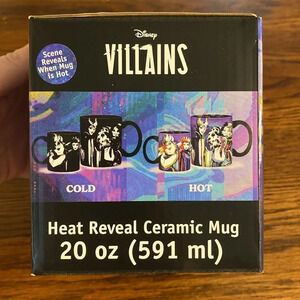 Disney
VILLAINS
Scene
Reveals
When Mug
is Hot
COLD
HOT
Heat Reveal Ceramic Mug
20 oz (591 ml)